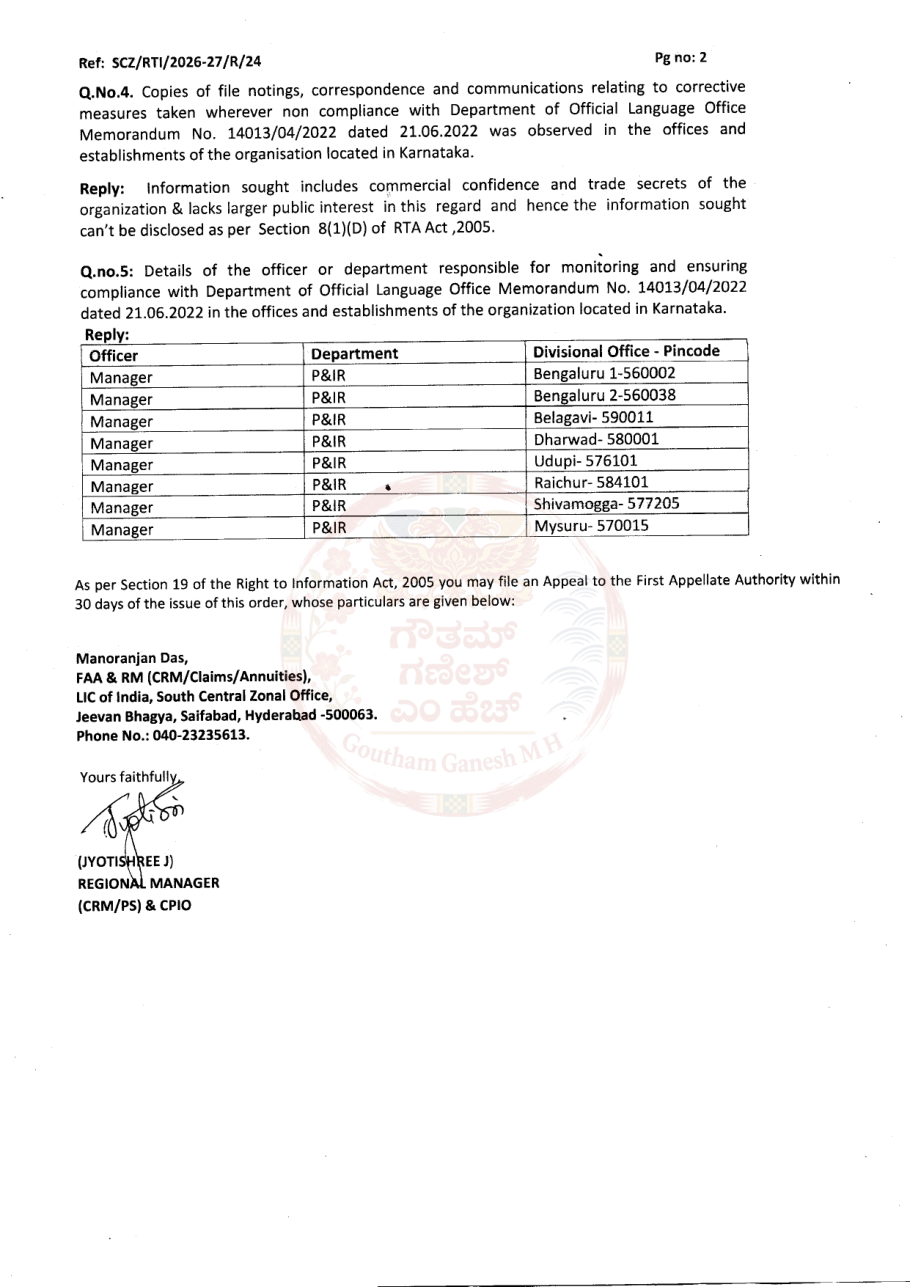 Ref: SCZ/RTI/2026-27/R/24
Pg no: 2
Q.No.4. Copies of file notings, correspondence and communications relating to corrective
measures taken wherever non compliance with Department of Official Language Office
Memorandum No. 14013/04/2022 dated 21.06.2022 was observed in the offices and
establishments of the organisation located in Karnataka.
Reply: Information sought includes commercial confidence and trade secrets of the
organization & lacks larger public interest in this regard and hence the information sought
can't be disclosed as per Section 8(1)(D) of RTA Act ,2005.
Q.no.5: Details of the officer or department responsible for monitoring and ensuring
compliance with Department of Official Language Office Memorandum No. 14013/04/2022
dated 21.06.2022 in the offices and establishments of the organization located in Karnataka.
Reply:
Officer Department Divisional Office - Pincode
Manager P&IR Bengaluru 1-560002
Manager P&IR Bengaluru 2-560038
Manager P&IR Belagavi- 590011
Manager P&IR Dharwad- 580001
Manager P&IR Udupi- 576101
Manager P&IR Raichur- 584101
Manager P&IR Shivamogga- 577205
Manager P&IR Mysuru- 570015
As per Section 19 of the Right to Information Act, 2005 you may file an Appeal to the First Appellate Authority within
30 days of the issue of this order, whose particulars are given below:
ಗೌತಮ್
ಗಣೇಶ್
ಎಂ ಹೆಚ್
Goutham Ganesh M H
Manoranjan Das,
FAA & RM (CRM/Claims/Annuities),
LIC of India, South Central Zonal Office,
Jeevan Bhagya, Saifabad, Hyderabad -500063.
Phone No.: 040-23235613.
Yours faithfully,
(JYOTISHREE J)
REGIONAL MANAGER
(CRM/PS) & CPIO